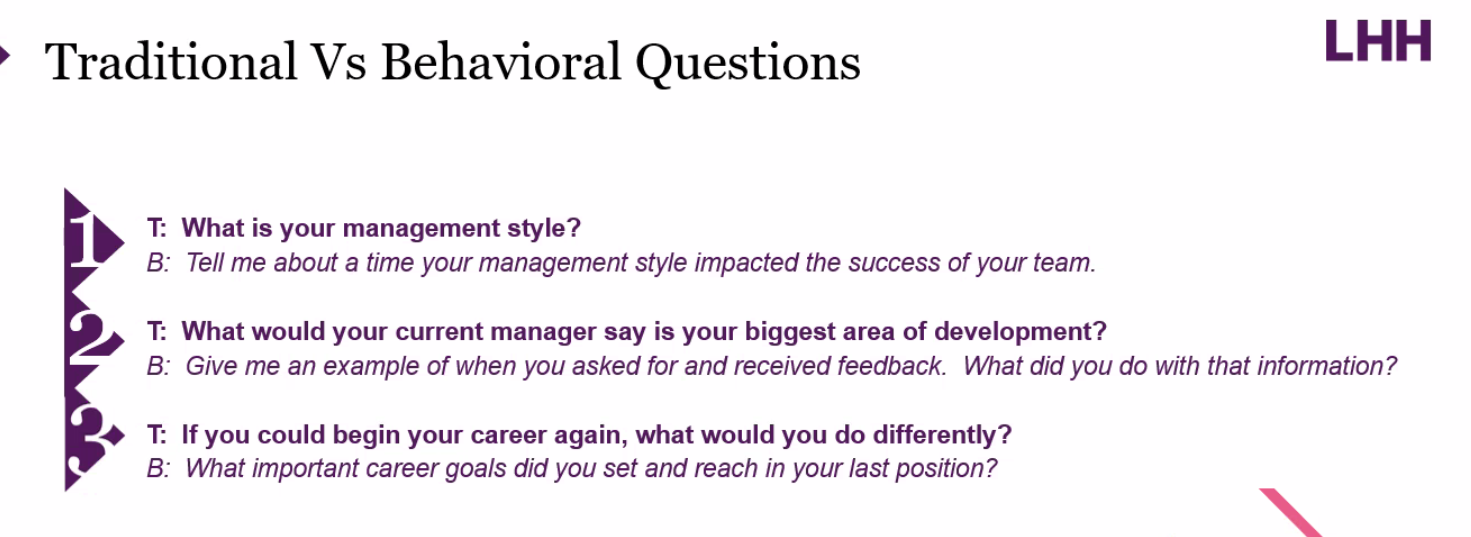 Traditional Vs Behavioral Questions
LHH
1
T: What is your management style?
B: Tell me about a time your management style impacted the success of your team.
2
T: What would your current manager say is your biggest area of development?
B: Give me an example of when you asked for and received feedback. What did you do with that information?
3
T: If you could begin your career again, what would you do differently?
B: What important career goals did you set and reach in your last position?